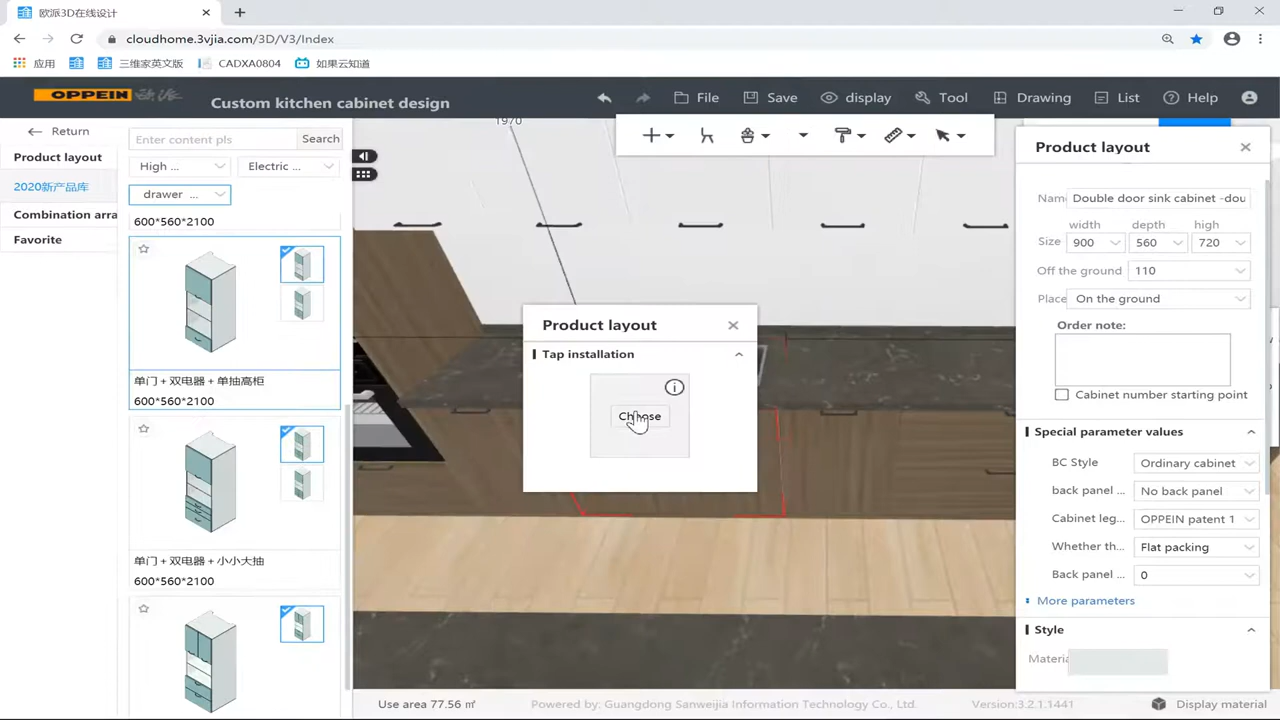 欧派3D在线设计
cloudhome.3vjia.com/3D/V3/Index
应用 三维家英文版 CADXA0804 如果云知道
OPPEIN 欧派 Custom kitchen cabinet design File Save display Tool Drawing List Help
Return
Enter content pls Search
Product layout
High ... Electric ...
2020新产品库
drawer ...
Combination arra
600*560*2100
Favorite
单门 + 双电器 + 单抽高柜
600*560*2100
单门 + 双电器 + 小小大抽
600*560*2100
1970
Product layout
Tap installation
Choose
Product layout
Name Double door sink cabinet -dou
width depth high
Size 900 560 720
Off the ground 110
Place On the ground
Order note:
Cabinet number starting point
Special parameter values
BC Style Ordinary cabinet
back panel ... No back panel
Cabinet leg... OPPEIN patent 1
Whether th... Flat packing
Back panel ... 0
More parameters
Style
Materia
Use area 77.56 ㎡ Powered by: Guangdong Sanweijia Information Technology Co., Ltd. Version:3.2.1.1441 Display material